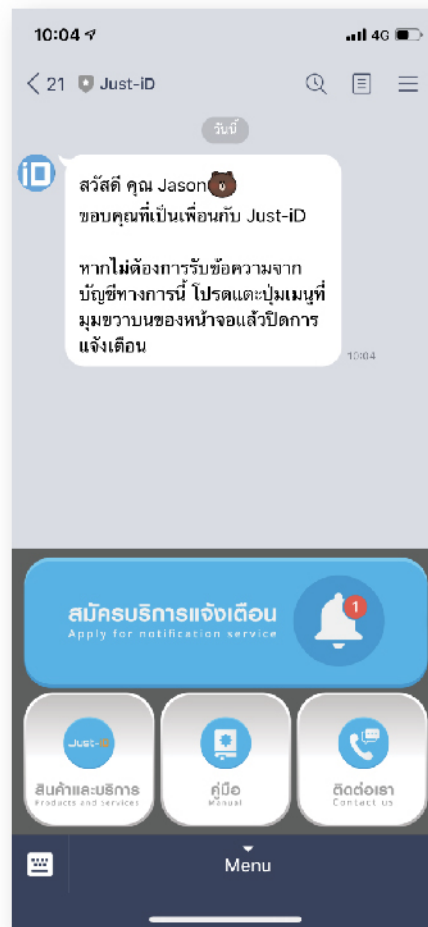 10:04
4G
21 Just-iD
วันนี้
iD
สวัสดี คุณ Jason
ขอบคุณที่เป็นเพื่อนกับ Just-iD
หากไม่ต้องการรับข้อความจาก
บัญชีทางการนี้ โปรดแตะปุ่มเมนูที่
มุมขวาบนของหน้าจอแล้วปิดการ
แจ้งเตือน
10:04
สมัครบริการแจ้งเตือน
Apply for notification service
1
Just-iD
สินค้าและบริการ
Products and services
คู่มือ
Manual
ติดต่อเรา
Contact us
Menu